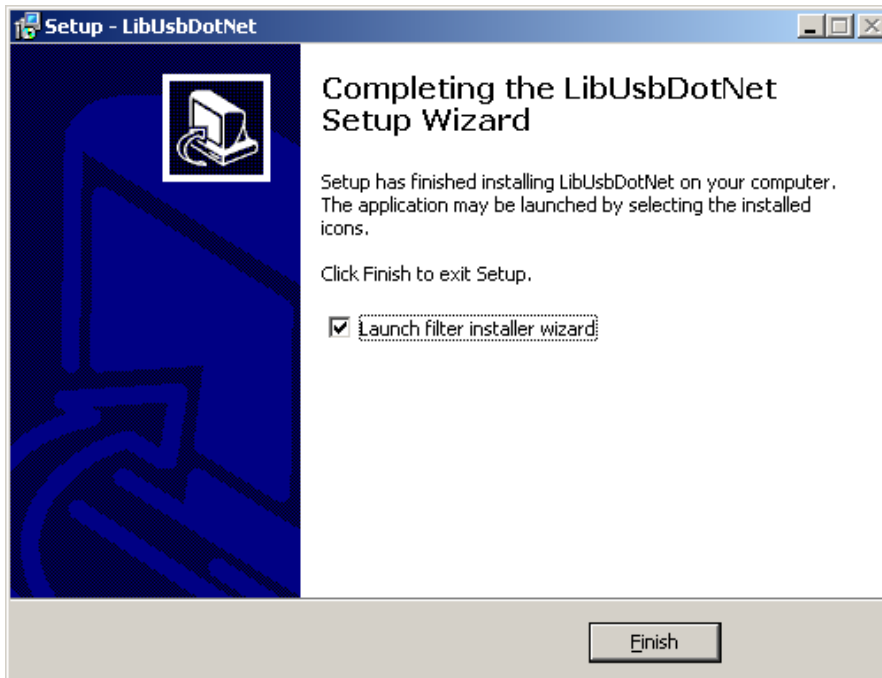 Setup - LibUsbDotNet
Completing the LibUsbDotNet
Setup Wizard
Setup has finished installing LibUsbDotNet on your computer.
The application may be launched by selecting the installed
icons.
Click Finish to exit Setup.
Launch filter installer wizard
Finish